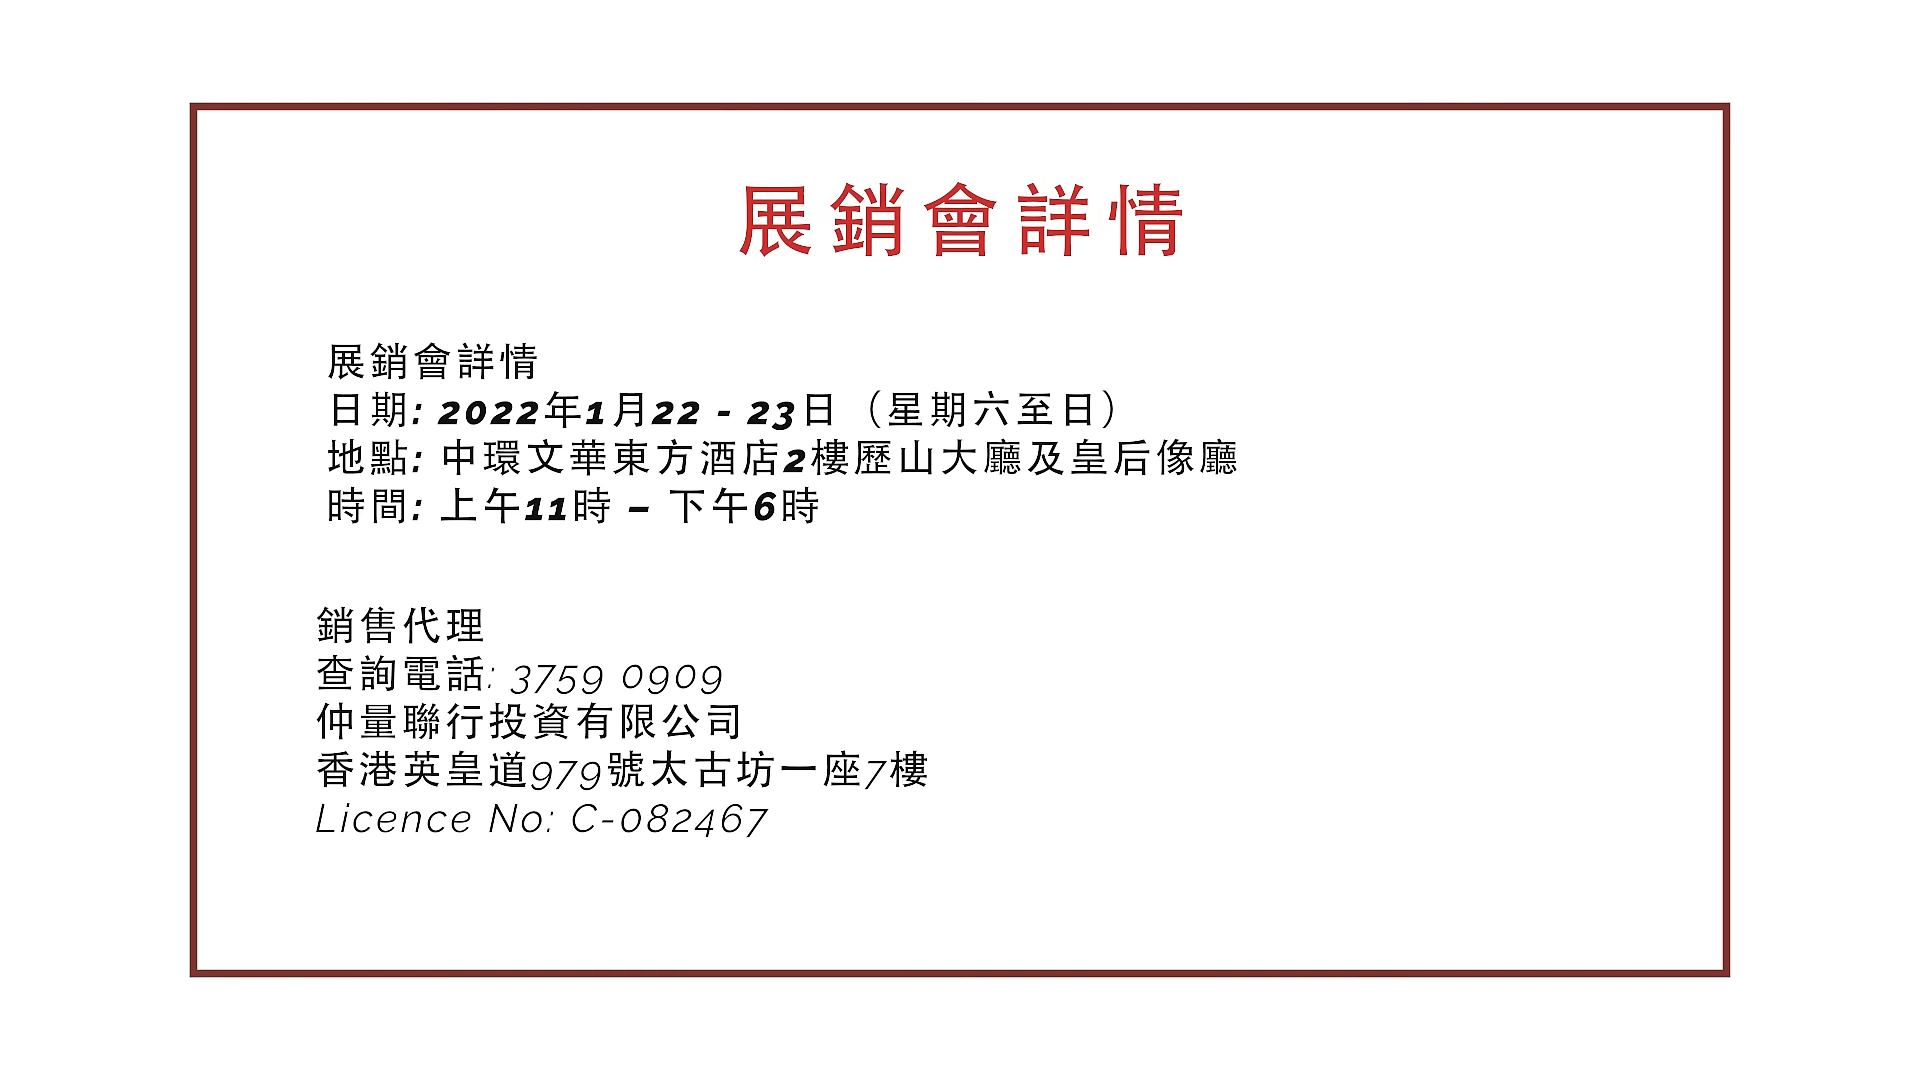 展銷會詳情
展銷會詳情
日期: 2022年1月22 - 23日（星期六至日）
地點: 中環文華東方酒店2樓歷山大廳及皇后像廳
時間: 上午11時 – 下午6時
銷售代理
查詢電話: 3759 0909
仲量聯行投資有限公司
香港英皇道979號太古坊一座7樓
Licence No: C-082467